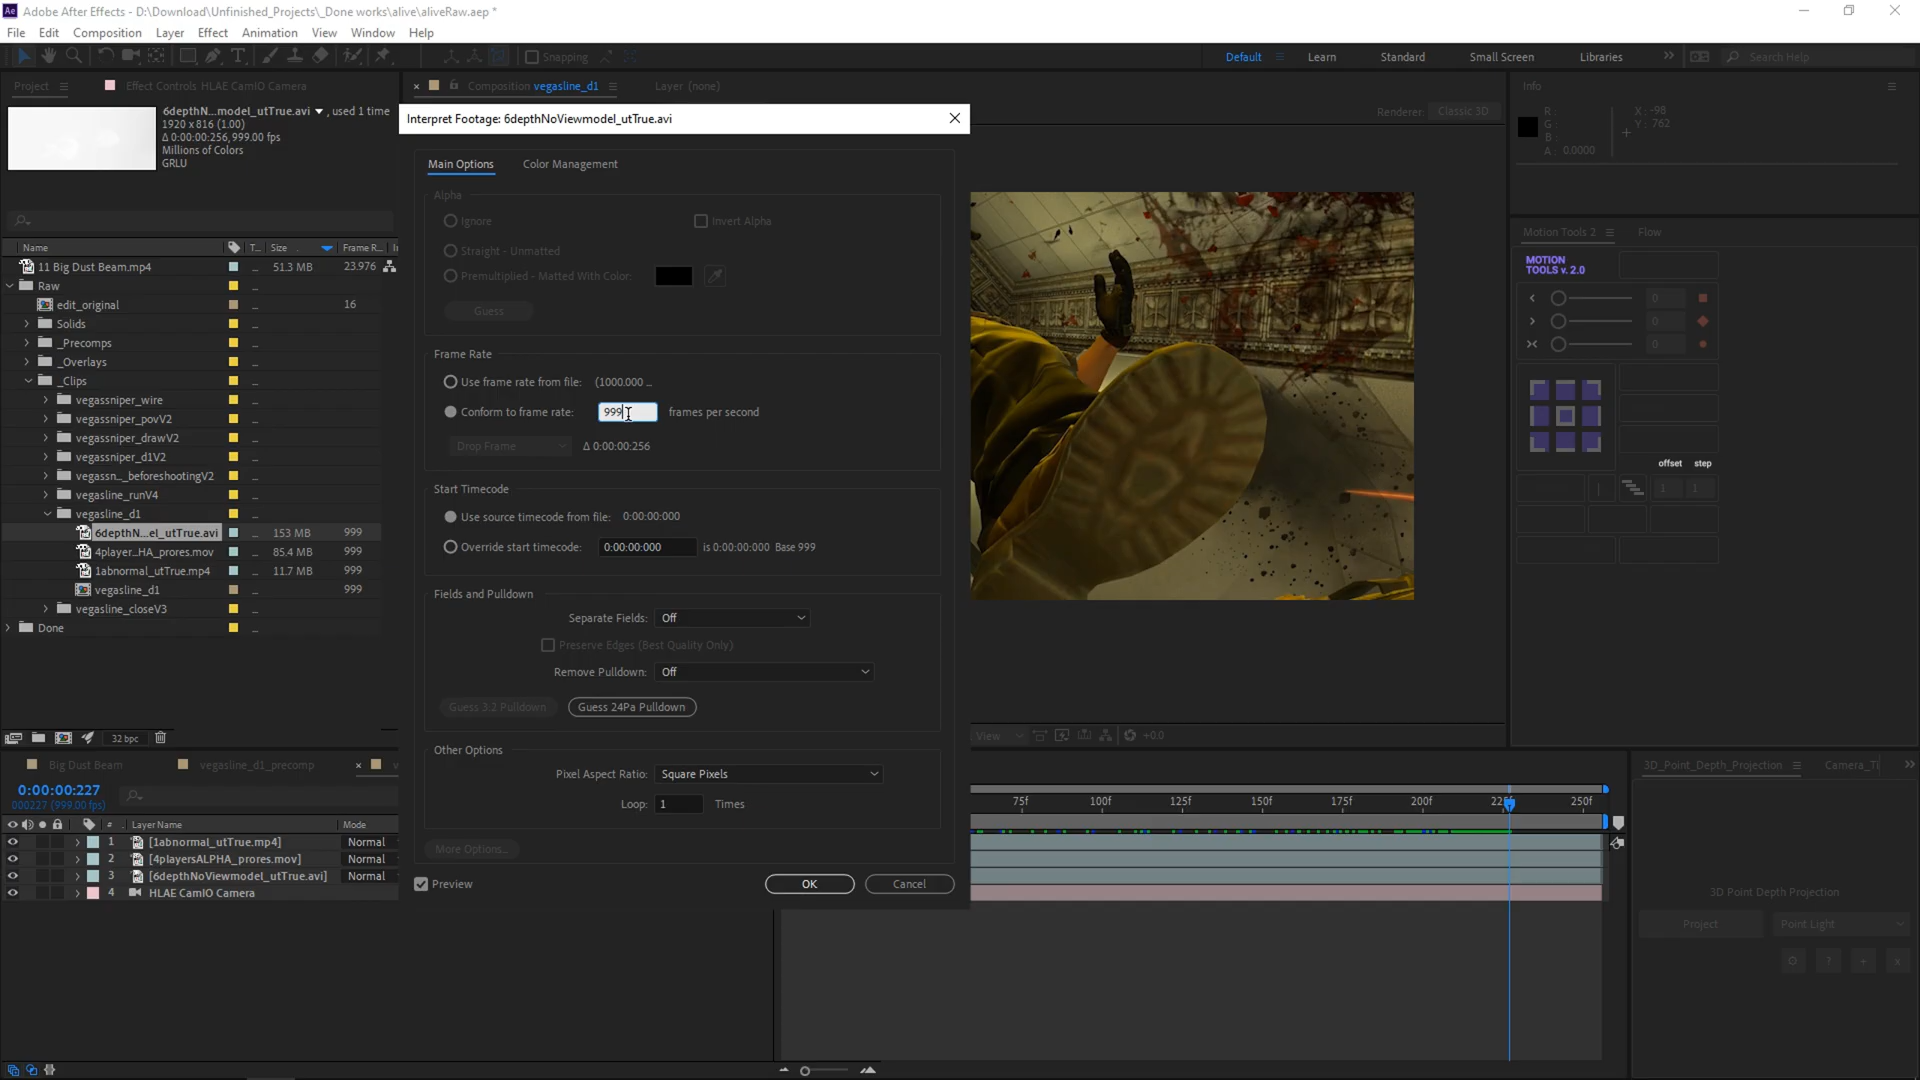 Ae Adobe After Effects - D:\Download\Unfinished_Projects\_Done works\alive\aliveRaw.aep *
File Edit Composition Layer Effect Animation View Window Help
Snapping Default Learn Standard Small Screen Libraries Search Help
Project Effect Controls HLAE CamIO Camera Composition vegasline_d1 Layer (none) Info
6depthN...model_utTrue.avi , used 1 time
1920 x 816 (1.00)
Δ 0:00:00:256, 999.00 fps
Millions of Colors
GRLU
Renderer: Classic 3D
R: X: -98
G: Y: 762
B:
A: 0.0000
Interpret Footage: 6depthNoViewmodel_utTrue.avi
Main Options Color Management
Alpha
Ignore Invert Alpha
Straight - Unmatted
Premultiplied - Matted With Color:
Guess
Frame Rate
Use frame rate from file: (1000.000 ...
Conform to frame rate: 999 frames per second
Drop Frame Δ 0:00:00:256
Start Timecode
Use source timecode from file: 0:00:00:000
Override start timecode: 0:00:00:000 is 0:00:00:000 Base 999
Fields and Pulldown
Separate Fields: Off
Preserve Edges (Best Quality Only)
Remove Pulldown: Off
Guess 3:2 Pulldown Guess 24Pa Pulldown
Other Options
Pixel Aspect Ratio: Square Pixels
Loop: 1 Times
More Options...
Preview OK Cancel
Name T... Size Frame R...
11 Big Dust Beam.mp4 51.3 MB 23.976
Raw
edit_original 16
Solids
_Precomps
_Overlays
_Clips
vegassniper_wire
vegassniper_povV2
vegassniper_drawV2
vegassniper_d1V2
vegassn..._beforeshootingV2
vegasline_runV4
vegasline_d1
6depthN...el_utTrue.avi 153 MB 999
4player...HA_prores.mov 85.4 MB 999
1abnormal_utTrue.mp4 11.7 MB 999
vegasline_d1 999
vegasline_closeV3
Done
32 bpc
Motion Tools 2 Flow
MOTION
TOOLS v. 2.0
0
0
0
offset step
1 1
View +0.0
Big Dust Beam vegasline_d1_precomp
0:00:00:227
000227 (999.00 fps)
# Layer Name Mode
1 [1abnormal_utTrue.mp4] Normal
2 [4playersALPHA_prores.mov] Normal
3 [6depthNoViewmodel_utTrue.avi] Normal
4 HLAE CamIO Camera
75f 100f 125f 150f 175f 200f 250f
3D_Point_Depth_Projection
3D Point Depth Projection
Project Point Light
? + x